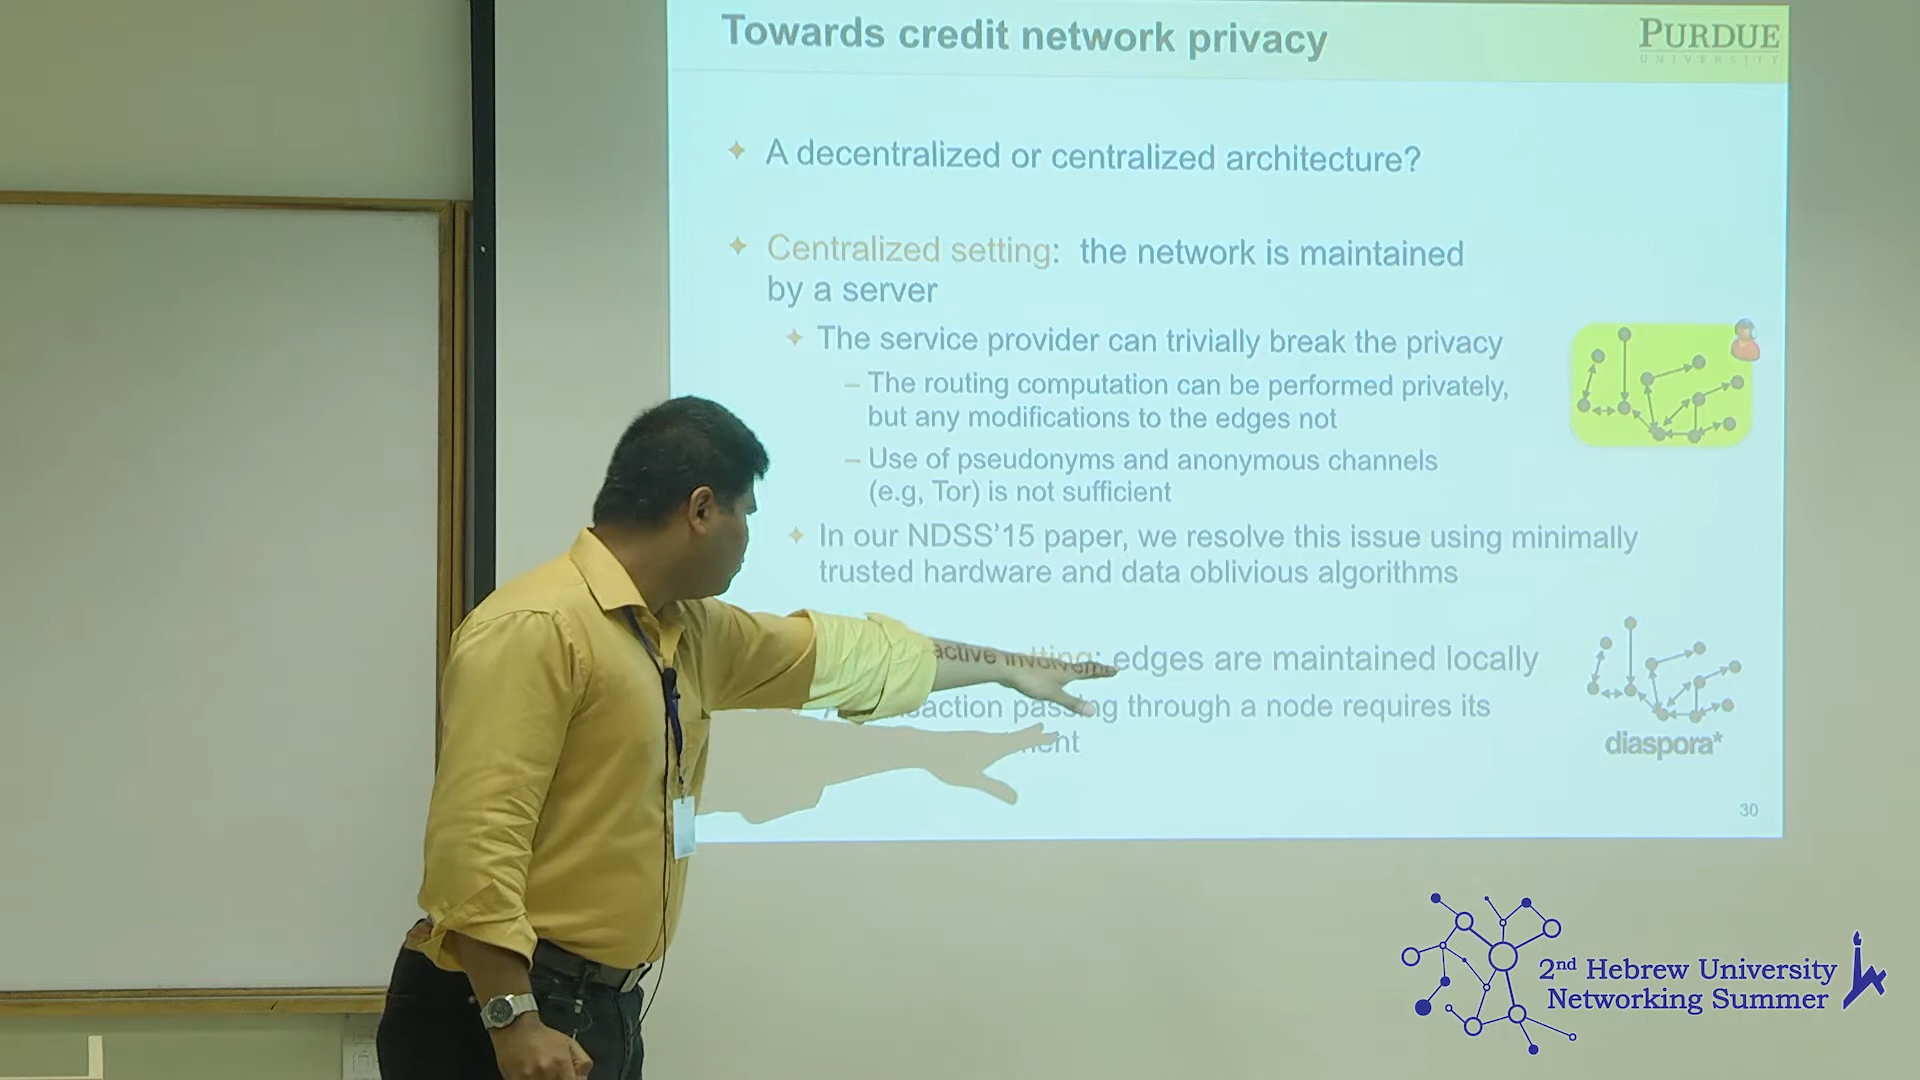 Towards credit network privacy
PURDUE
UNIVERSITY
A decentralized or centralized architecture?
Centralized setting: the network is maintained
by a server
The service provider can trivially break the privacy
– The routing computation can be performed privately,
but any modifications to the edges not
– Use of pseudonyms and anonymous channels
(e.g, Tor) is not sufficient
In our NDSS'15 paper, we resolve this issue using minimally
trusted hardware and data oblivious algorithms
edges are maintained locally
passing through a node requires its
active
diaspora*
30
2nd Hebrew University
Networking Summer